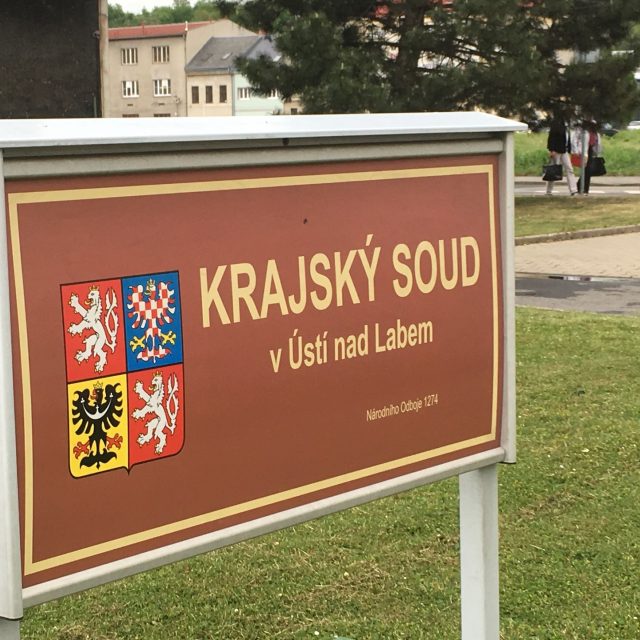 KRAJSKÝ SOUD
v Ústí nad Labem
Národního Odboje 1274